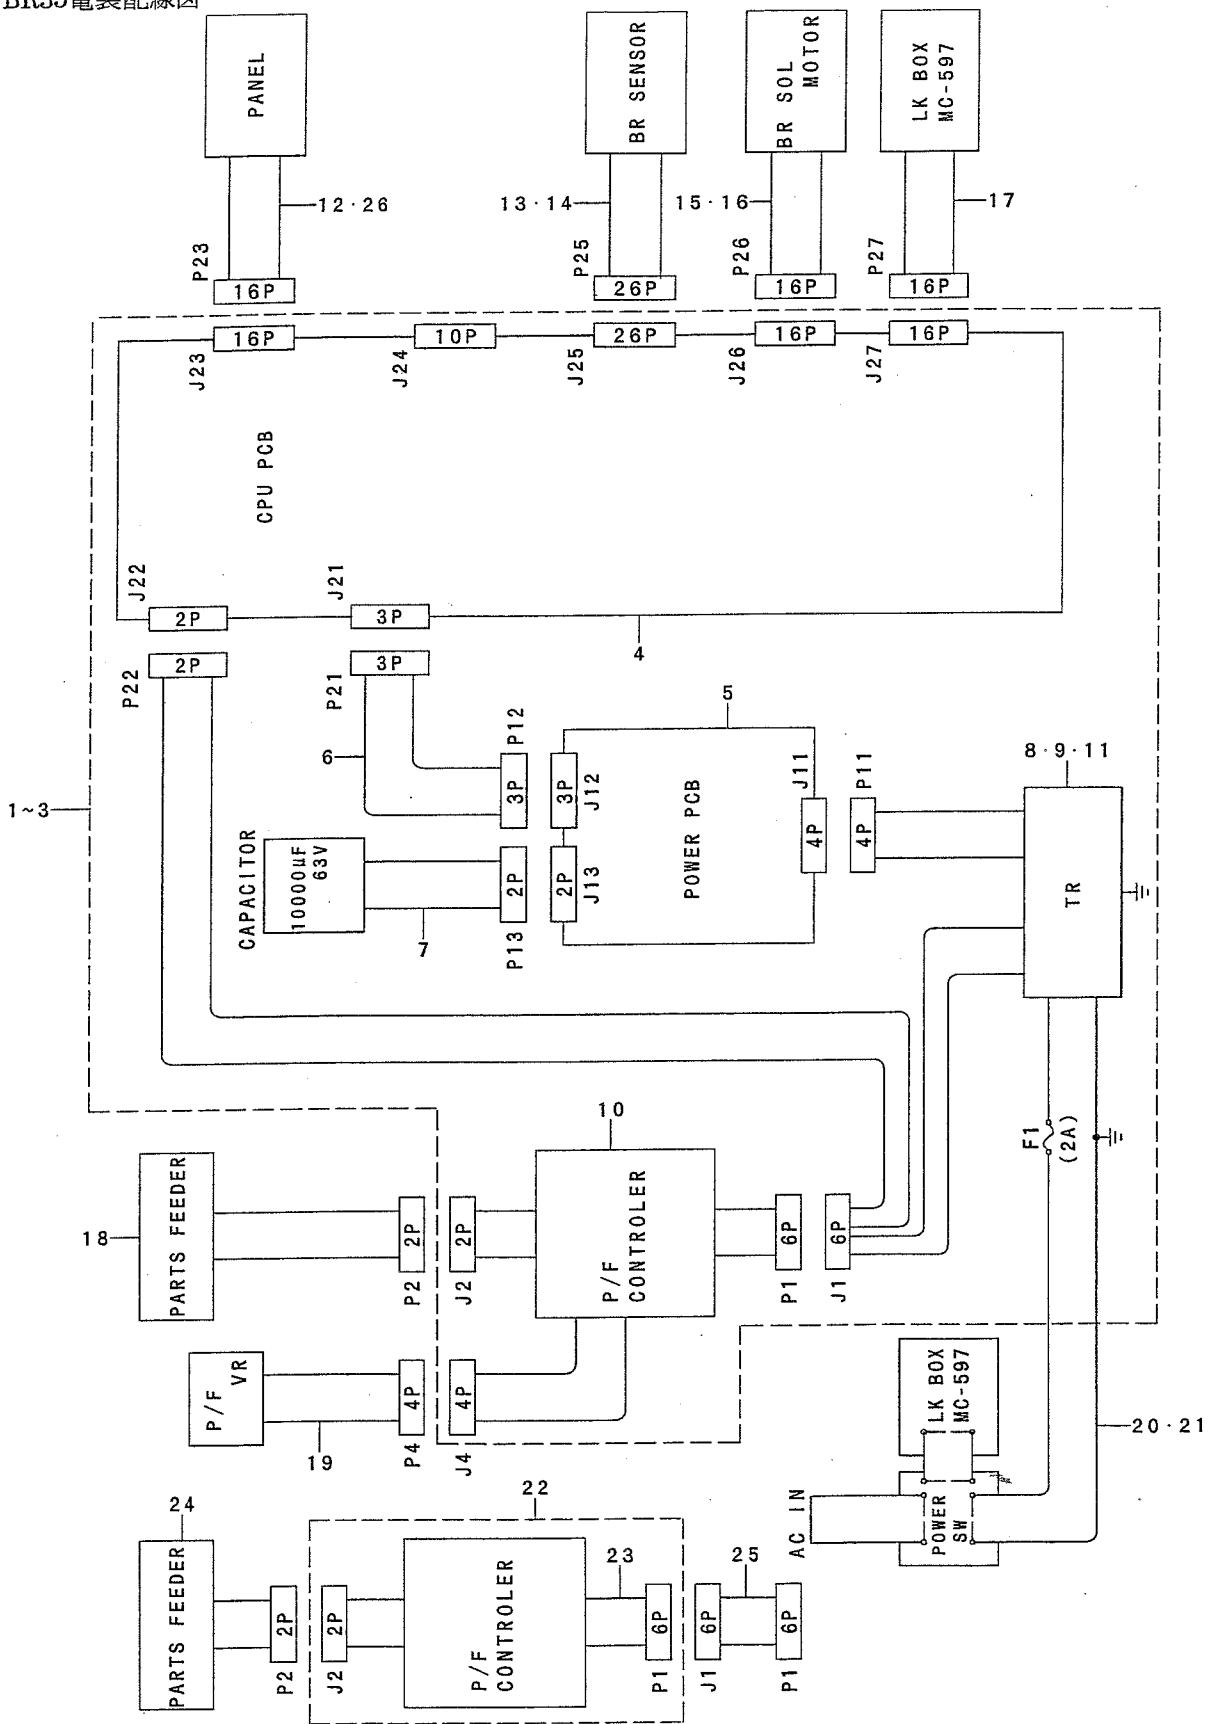 BR35電装配線図
PANEL
BR SENSOR
BR SOL
MOTOR
LK BOX
MC-597
12·26
13·14
15·16
17
P23
P25
P26
P27
16P
26P
16P
16P
16P
10P
26P
16P
16P
J23
J24
J25
J26
J27
CPU PCB
J22
J21
2P
3P
4
2P
3P
P22
P21
5
6
P12
3P
3P
J12
J11
P11
8·9·11
1~3
CAPACITOR
10000µF
63V
2P
2P
J13
P13
7
POWER PCB
4P
4P
TR
10
F1
(2A)
18
PARTS FEEDER
2P
2P
P2
J2
P/F
CONTROLER
6P
6P
P1
J1
P/F
VR
4P
4P
P4
J4
19
LK BOX
MC-597
20·21
AC IN
POWER
SW
24
22
PARTS FEEDER
2P
2P
P2
J2
P/F
CONTROLER
23
25
6P
6P
6P
P1
J1
P1